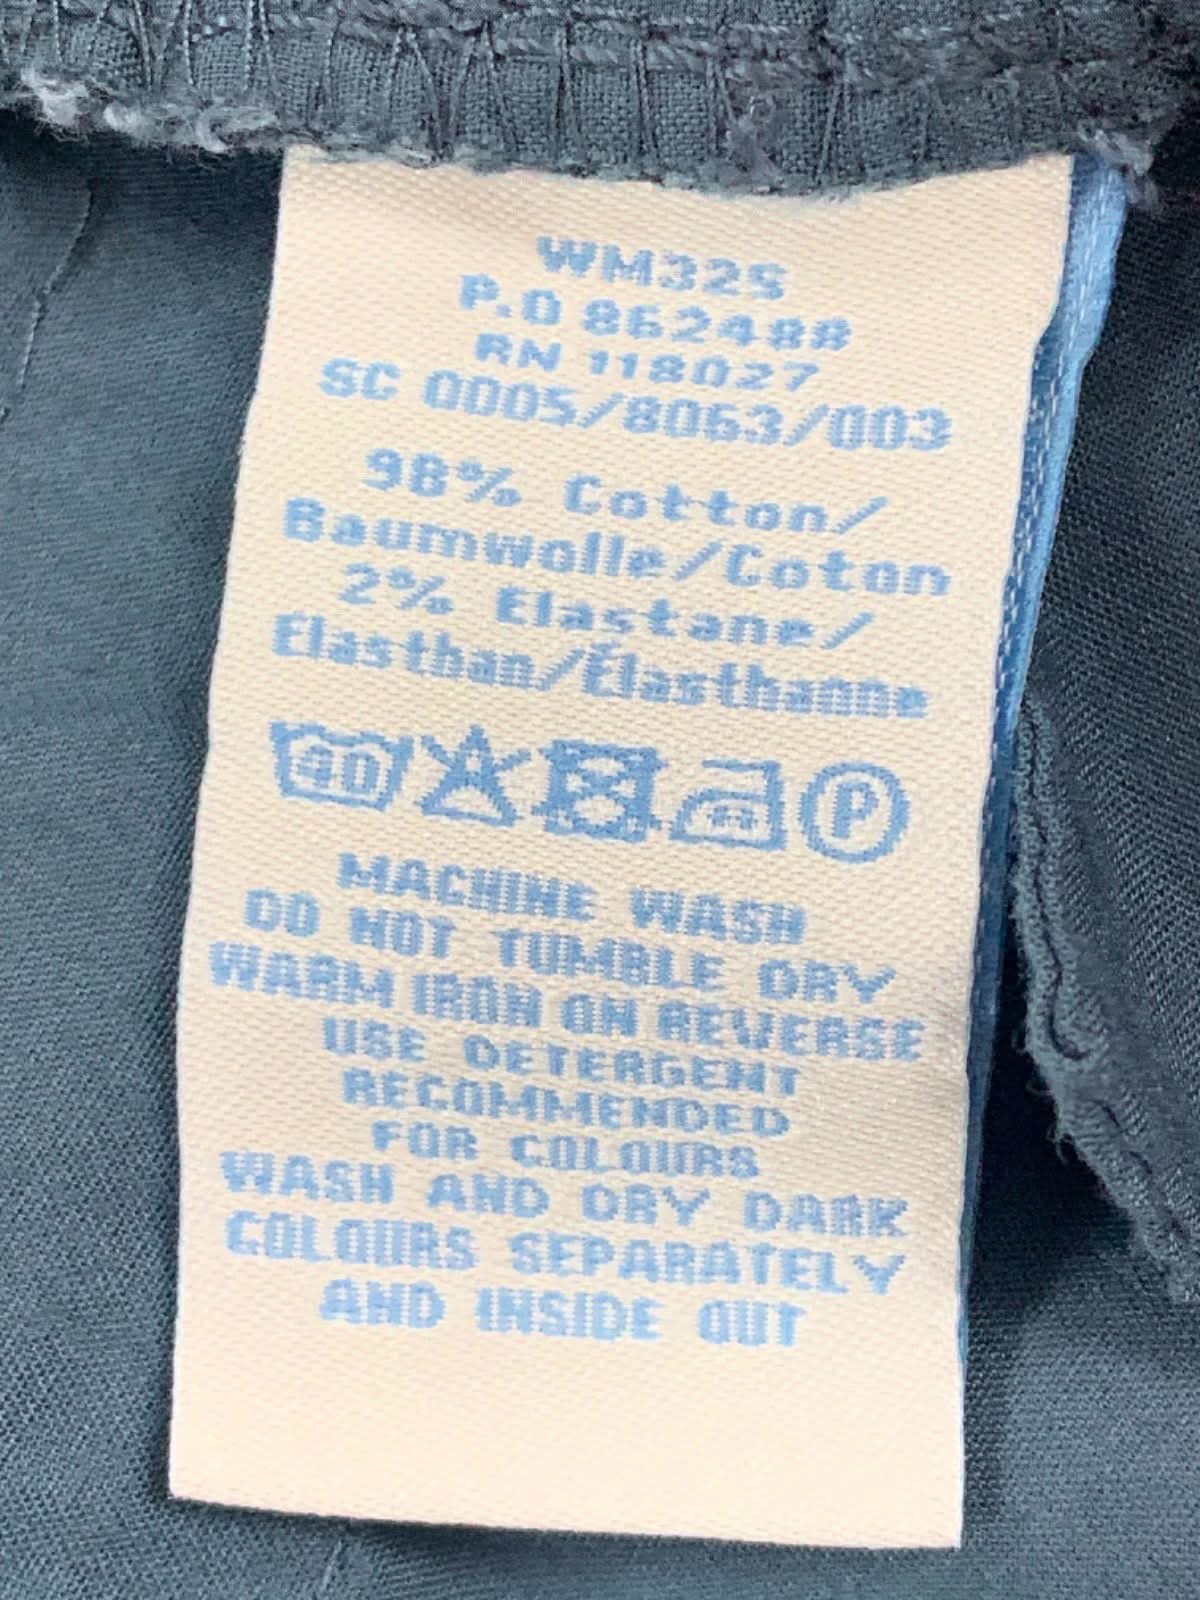 WM325
P.O 862488
RN 118027
SC 0005/8063/003
98% Cotton/
Baumwolle/Coton
2% Elastane/
Elasthan/Élasthanne
40
P
MACHINE WASH
DO NOT TUMBLE DRY
WARM IRON ON REVERSE
USE DETERGENT
RECOMMENDED
FOR COLOURS
WASH AND DRY DARK
COLOURS SEPARATELY
AND INSIDE OUT